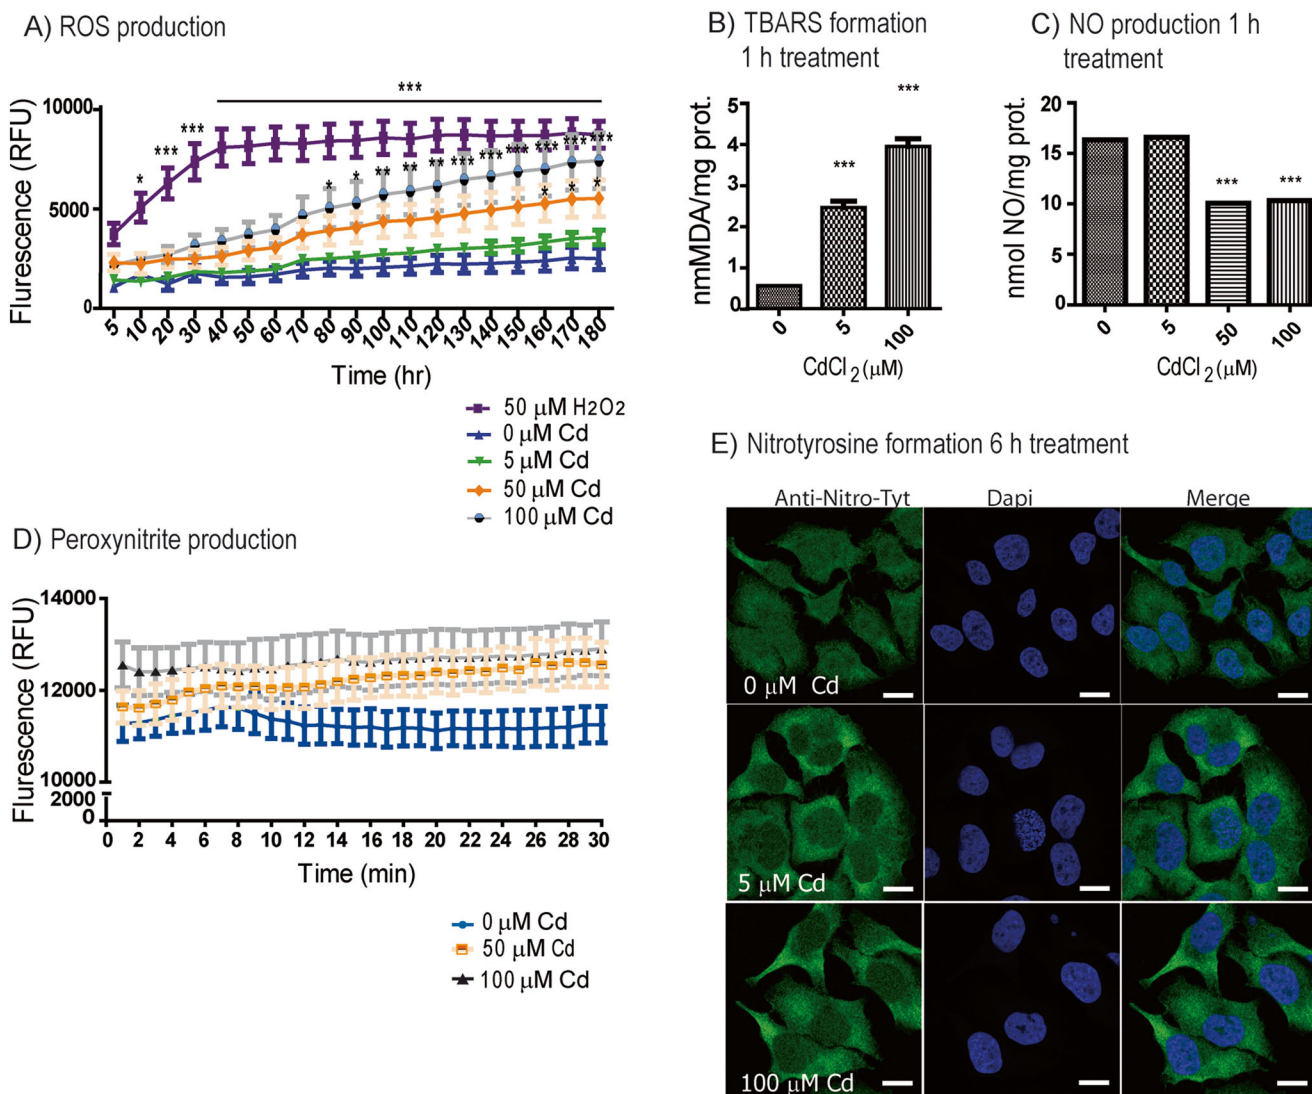 A) ROS production
Flurescence (RFU)
10000
5000
0
***
* *** ***
* * ** ** ** *** *** *** *** *** ***
* * *
5 10 20 30 40 50 60 70 80 90 100 110 120 130 140 150 160 170 180
Time (hr)
50 μM H2O2
0 μM Cd
5 μM Cd
50 μM Cd
100 μM Cd
B) TBARS formation
1 h treatment
nmMDA/mg prot.
5
4
3
2
1
0
***
***
0 5 100
CdCl2 (μM)
C) NO production 1 h
treatment
nmol NO/mg prot.
20
15
10
5
0
*** ***
0 5 50 100
CdCl2 (μM)
D) Peroxynitrite production
Flurescence (RFU)
14000
12000
10000
2000
0
0 2 4 6 8 10 12 14 16 18 20 22 24 26 28 30
Time (min)
0 μM Cd
50 μM Cd
100 μM Cd
E) Nitrotyrosine formation 6 h treatment
Anti-Nitro-Tyt Dapi Merge
0 μM Cd
5 μM Cd
100 μM Cd